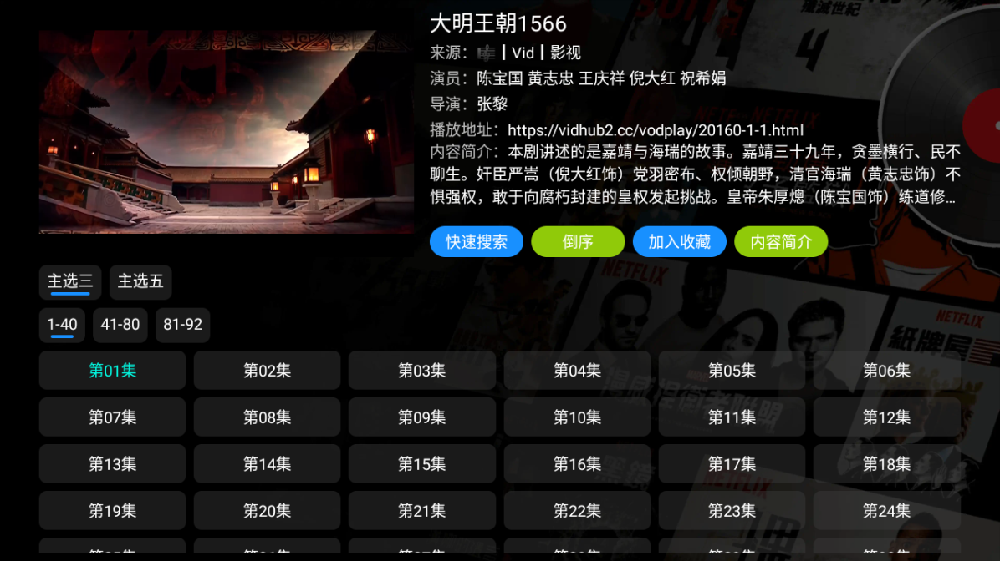 大明王朝1566
来源：┃Vid┃影视
演员：陈宝国 黄志忠 王庆祥 倪大红 祝希娟
导演：张黎
播放地址：https://vidhub2.cc/vodplay/20160-1-1.html
内容简介：本剧讲述的是嘉靖与海瑞的故事。嘉靖三十九年，贪墨横行、民不
聊生。奸臣严嵩（倪大红饰）党羽密布、权倾朝野，清官海瑞（黄志忠饰）不
惧强权，敢于向腐朽封建的皇权发起挑战。皇帝朱厚熜（陈宝国饰）练道修...
快速搜索 倒序 加入收藏 内容简介
主选三 主选五
1-40 41-80 81-92
第01集 第02集 第03集 第04集 第05集 第06集
第07集 第08集 第09集 第10集 第11集 第12集
第13集 第14集 第15集 第16集 第17集 第18集
第19集 第20集 第21集 第22集 第23集 第24集
SUITS
4
NETFLIX
NETFLIX
紙牌屋
NETFLIX